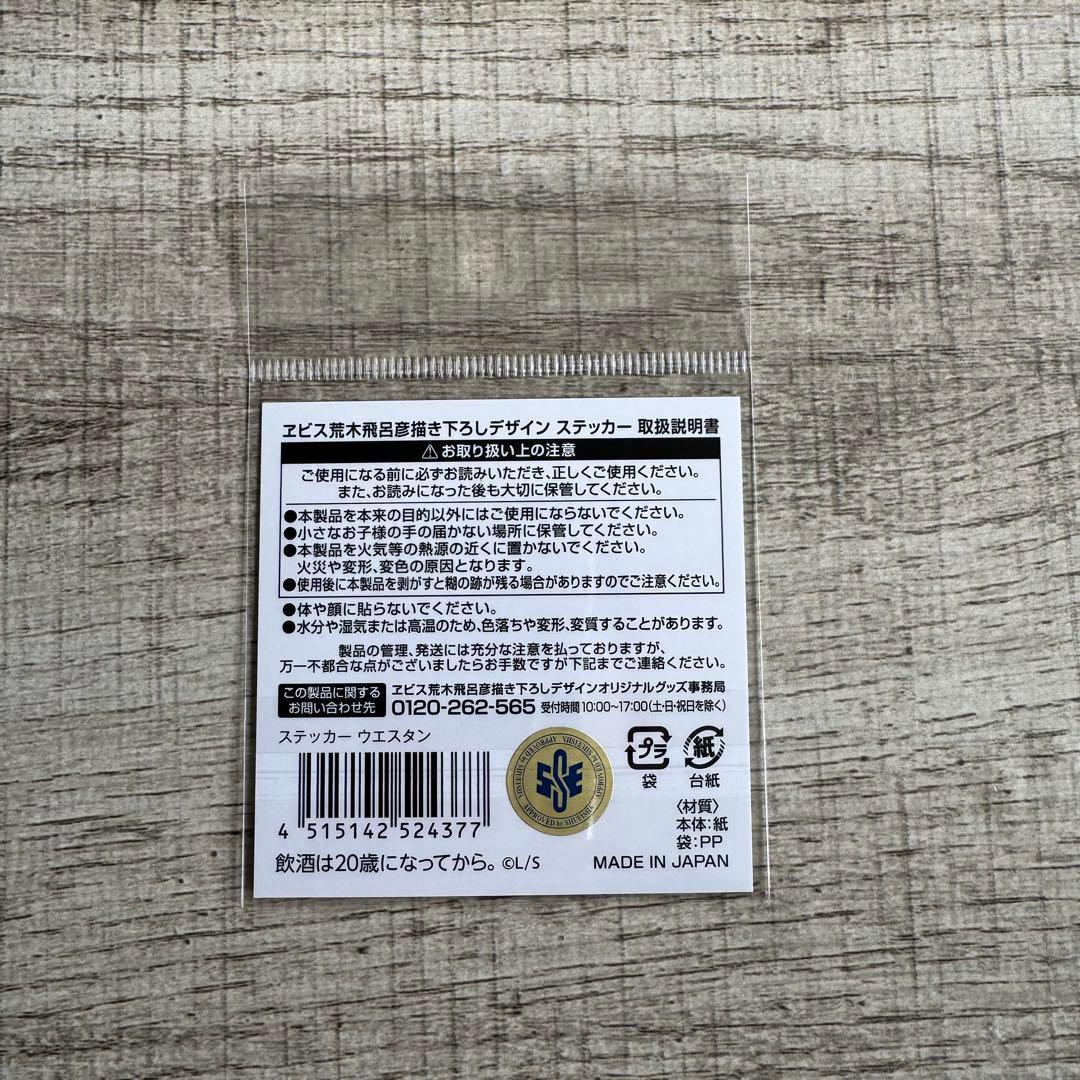 ヱビス荒木飛呂彦描き下ろしデザイン ステッカー 取扱説明書
⚠お取り扱い上の注意
ご使用になる前に必ずお読みいただき、正しくご使用ください。
また、お読みになった後も大切に保管してください。
●本製品を本来の目的以外にはご使用にならないでください。
●小さなお子様の手の届かない場所に保管してください。
●本製品を火気等の熱源の近くに置かないでください。
火災や変形、変色の原因となります。
●使用後に本製品を剥がすと糊の跡が残る場合がありますのでご注意ください。
●体や顔に貼らないでください。
●水分や湿気または高温のため、色落ちや変形、変質することがあります。
製品の管理、発送には充分な注意を払っておりますが、
万一不都合な点がございましたらお手数ですが下記までご連絡ください。
この製品に関する
お問い合わせ先
ヱビス荒木飛呂彦描き下ろしデザインオリジナルグッズ事務局
0120-262-565 受付時間 10:00〜17:00(土・日・祝日を除く)
ステッカー ウエスタン
4 515142 524377
APPROVED by SHUEISHA
プラ
袋
紙
台紙
〈材質〉
本体:紙
袋:PP
飲酒は20歳になってから。 ©L/S
MADE IN JAPAN